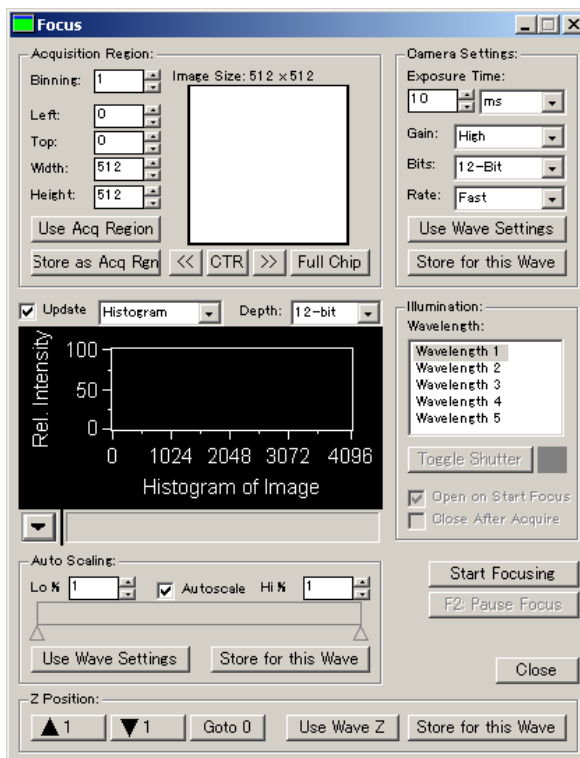 Focus
Acquisition Region:
Binning: 1
Image Size: 512 x 512
Left: 0
Top: 0
Width: 512
Height: 512
Use Acq Region
Store as Acq Rgn << CTR >> Full Chip
Camera Settings:
Exposure Time:
10 ms
Gain: High
Bits: 12-Bit
Rate: Fast
Use Wave Settings
Store for this Wave
Update Histogram Depth: 12-bit
Rel. Intensity
100
50
0
0 1024 2048 3072 4096
Histogram of Image
Illumination:
Wavelength:
Wavelength 1
Wavelength 2
Wavelength 3
Wavelength 4
Wavelength 5
Toggle Shutter
Open on Start Focus
Close After Acquire
Auto Scaling:
Lo % 1 Autoscale Hi % 1
Use Wave Settings Store for this Wave
Start Focusing
F2: Pause Focus
Close
Z Position:
1 1 Goto 0 Use Wave Z Store for this Wave